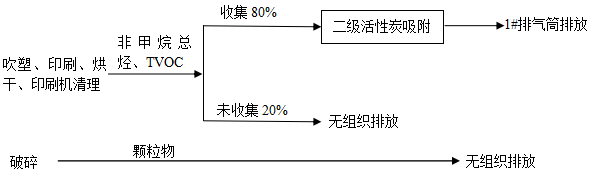 收集 80%
二级活性炭吸附
1#排气筒排放
非甲烷总
烃、TVOC
吹塑、印刷、烘
干、印刷机清理
未收集 20%
无组织排放
破碎
颗粒物
无组织排放